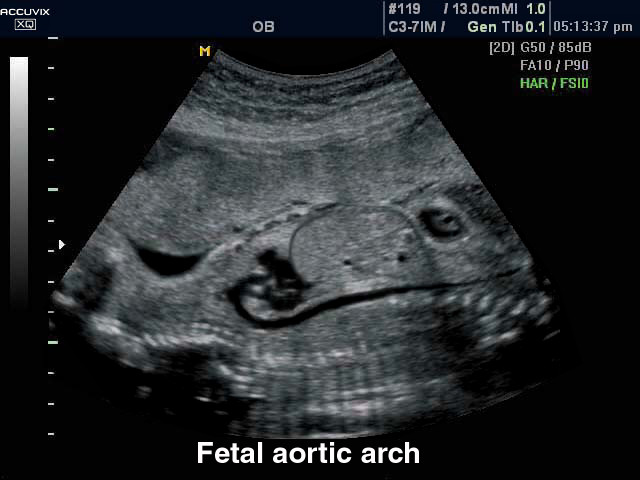 ACCUVIX
XQ
OB
#119 / 13.0cm MI 1.0
C3-7IM / Gen TIb 0.1
05:13:37 pm
[2D] G50 / 85dB
FA10 / P90
HAR / FSI0
M
Fetal aortic arch